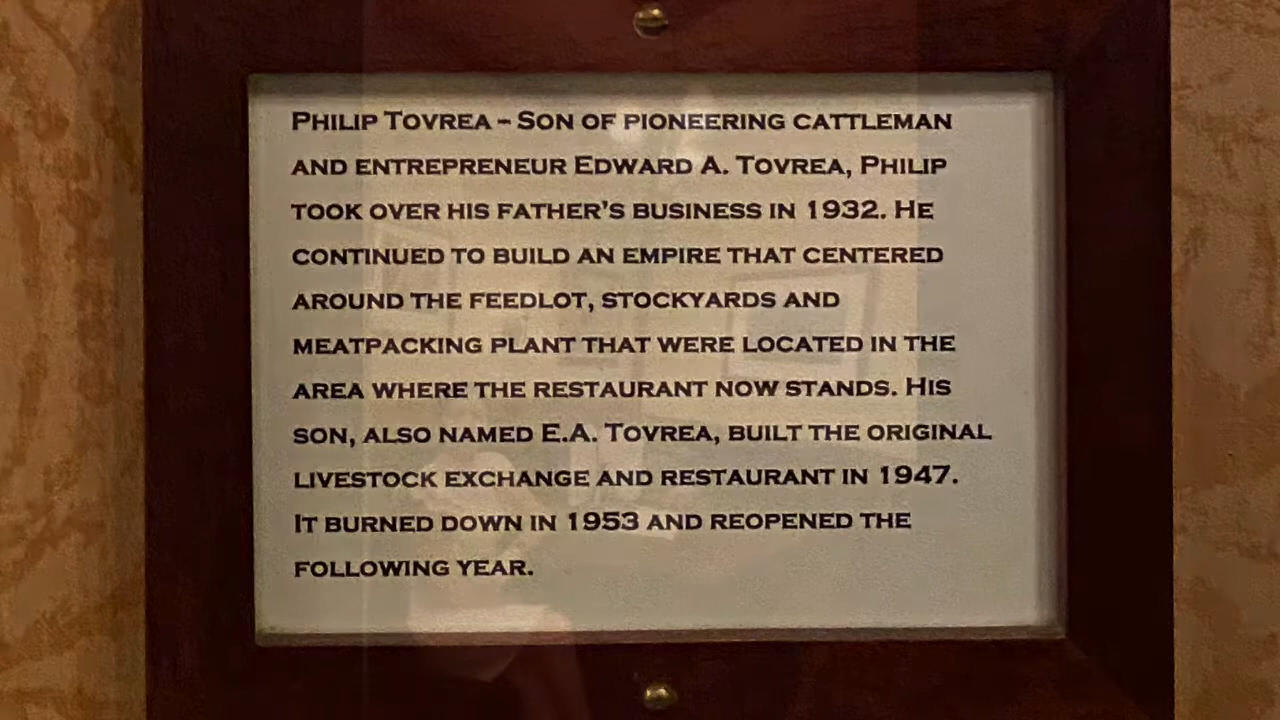 Philip Tovrea – Son of pioneering cattleman
and entrepreneur Edward A. Tovrea, Philip
took over his father's business in 1932. He
continued to build an empire that centered
around the feedlot, stockyards and
meatpacking plant that were located in the
area where the restaurant now stands. His
son, also named E.A. Tovrea, built the original
livestock exchange and restaurant in 1947.
It burned down in 1953 and reopened the
following year.